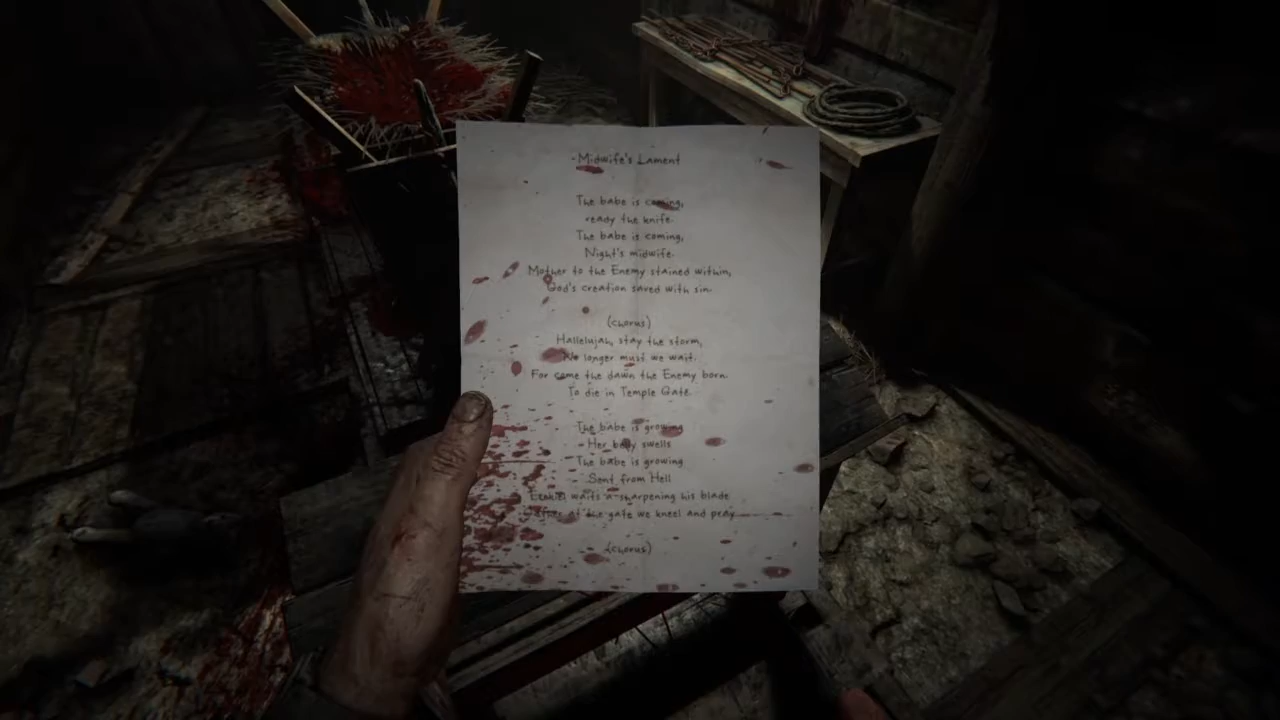 - Midwife's Lament
The babe is coming,
ready the knife.
The babe is coming,
Night's midwife.
Mother to the Enemy stained within,
God's creation saved with sin.
(chorus)
Hallelujah, stay the storm,
No longer must we wait.
For come the dawn the Enemy born.
To die in Temple Gate.
The babe is growing
- Her belly swells
The babe is growing
Sent from Hell
waits a-sharpening his blade
at the gate we kneel and pray
(chorus)